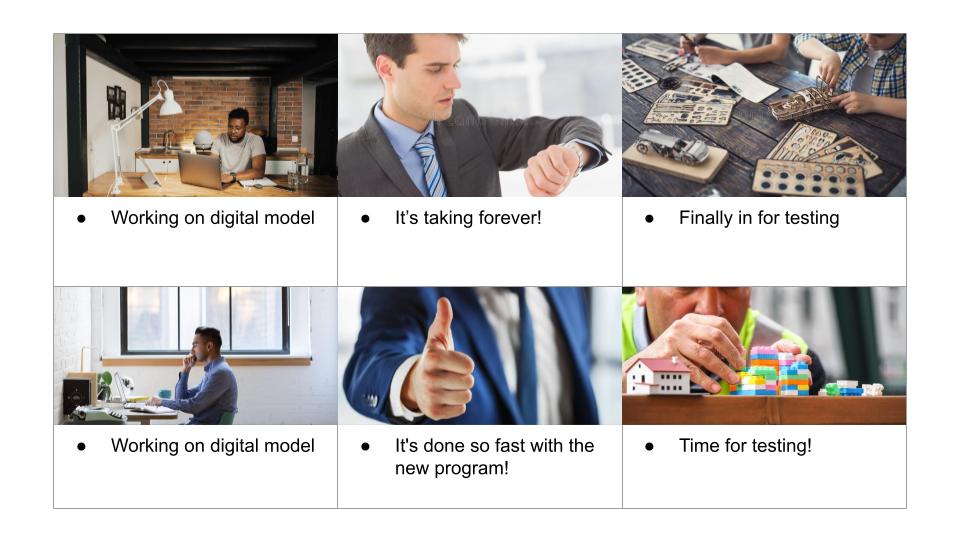 ● Working on digital model
● It’s taking forever!
● Finally in for testing
● Working on digital model
● It's done so fast with the
new program!
● Time for testing!